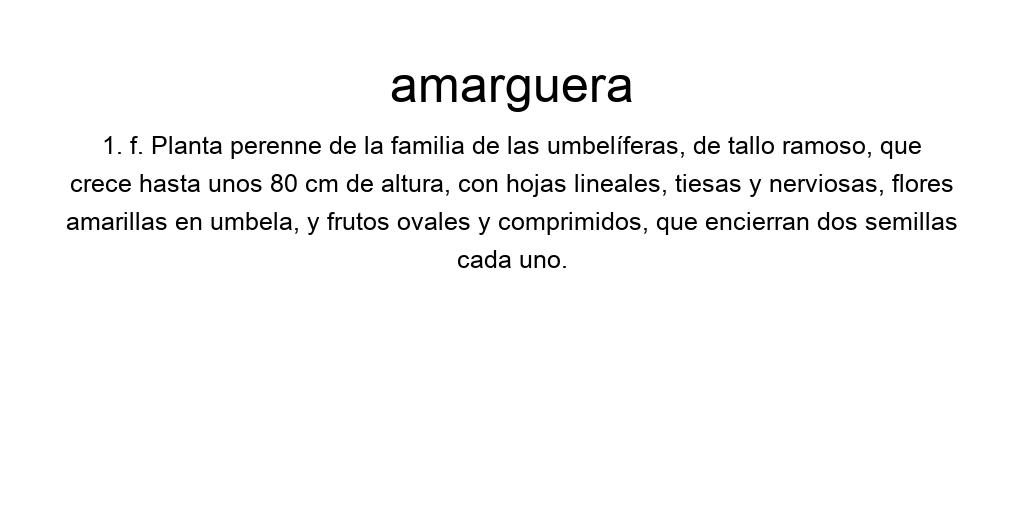 amarguera
1. f. Planta perenne de la familia de las umbelíferas, de tallo ramoso, que
crece hasta unos 80 cm de altura, con hojas lineales, tiesas y nerviosas, flores
amarillas en umbela, y frutos ovales y comprimidos, que encierran dos semillas
cada uno.